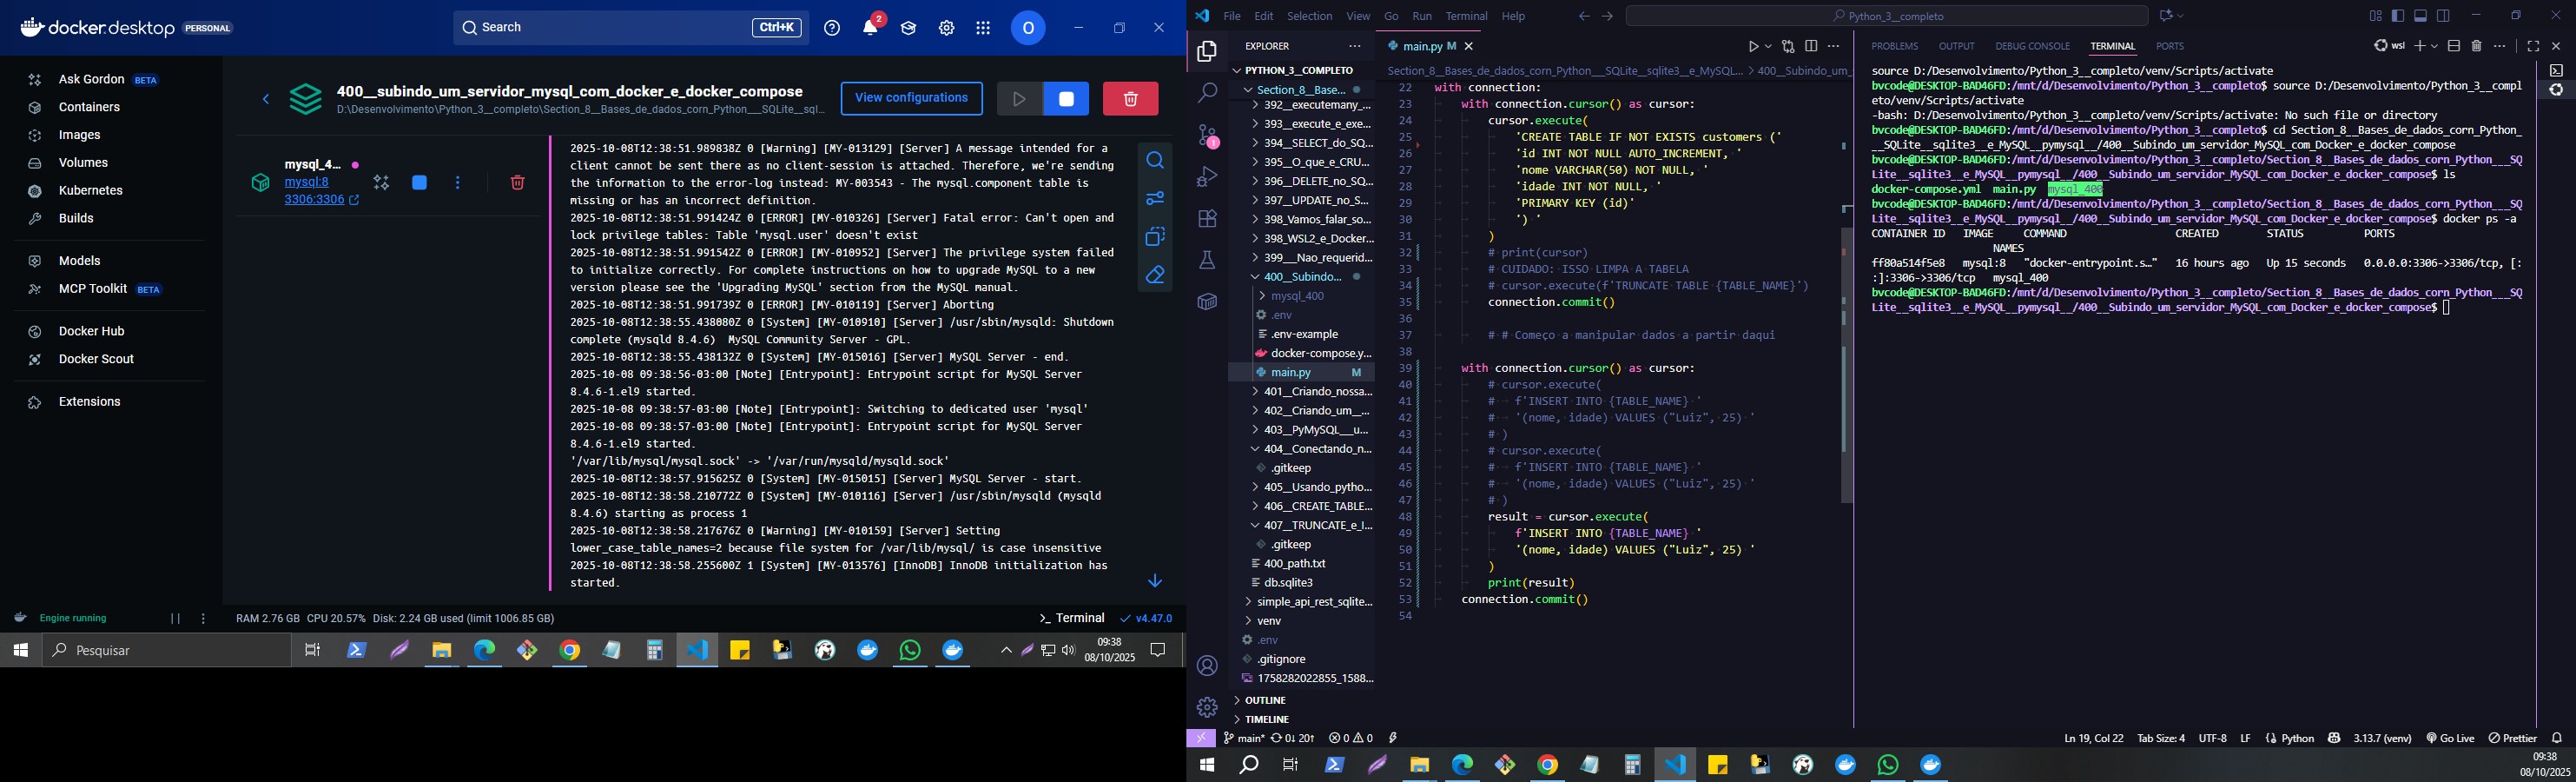 docker.desktop PERSONAL
Search Ctrl+K
2
O
Ask Gordon BETA
Containers
Images
Volumes
Kubernetes
Builds
Models
MCP Toolkit BETA
Docker Hub
Docker Scout
Extensions
400__subindo_um_servidor_mysql_com_docker_e_docker_compose
D:\Desenvolvimento\Python_3__completo\Section_8__Bases_de_dados_corn_Python___SQLite__sql...
View configurations
mysql_4...
mysql:8
3306:3306
2025-10-08T12:38:51.989838Z 0 [Warning] [MY-013129] [Server] A message intended for a
client cannot be sent there as no client-session is attached. Therefore, we're sending
the information to the error-log instead: MY-003543 - The mysql.component table is
missing or has an incorrect definition.
2025-10-08T12:38:51.991424Z 0 [ERROR] [MY-010326] [Server] Fatal error: Can't open and
lock privilege tables: Table 'mysql.user' doesn't exist
2025-10-08T12:38:51.991542Z 0 [ERROR] [MY-010952] [Server] The privilege system failed
to initialize correctly. For complete instructions on how to upgrade MySQL to a new
version please see the 'Upgrading MySQL' section from the MySQL manual.
2025-10-08T12:38:51.991739Z 0 [ERROR] [MY-010119] [Server] Aborting
2025-10-08T12:38:55.438080Z 0 [System] [MY-010910] [Server] /usr/sbin/mysqld: Shutdown
complete (mysqld 8.4.6)  MySQL Community Server - GPL.
2025-10-08T12:38:55.438132Z 0 [System] [MY-015016] [Server] MySQL Server - end.
2025-10-08 09:38:56-03:00 [Note] [Entrypoint]: Entrypoint script for MySQL Server
8.4.6-1.el9 started.
2025-10-08 09:38:57-03:00 [Note] [Entrypoint]: Switching to dedicated user 'mysql'
2025-10-08 09:38:57-03:00 [Note] [Entrypoint]: Entrypoint script for MySQL Server
8.4.6-1.el9 started.
'/var/lib/mysql/mysql.sock' -> '/var/run/mysqld/mysqld.sock'
2025-10-08T12:38:57.915625Z 0 [System] [MY-015015] [Server] MySQL Server - start.
2025-10-08T12:38:58.210772Z 0 [System] [MY-010116] [Server] /usr/sbin/mysqld (mysqld
8.4.6) starting as process 1
2025-10-08T12:38:58.217676Z 0 [Warning] [MY-010159] [Server] Setting
lower_case_table_names=2 because file system for /var/lib/mysql/ is case insensitive
2025-10-08T12:38:58.255600Z 1 [System] [MY-013576] [InnoDB] InnoDB initialization has
started.
Engine running
RAM 2.76 GB CPU 20.57% Disk: 2.24 GB used (limit 1006.85 GB)
Terminal v4.47.0
Pesquisar
09:38
08/10/2025
File Edit Selection View Go Run Terminal Help
Python_3__completo
EXPLORER
PYTHON_3__COMPLETO
Section_8__Base...
392_executemany_...
393__execute_e_exe...
394__SELECT_do_SQ...
395__O_que_e_CRU...
396__DELETE_no_SQ...
397__UPDATE_no_S...
398_Vamos_falar_so...
398_WSL2_e_Docker...
399___Nao_requerid...
400__Subindo...
mysql_400
.env
.env-example
docker-compose.y...
main.py M
401__Criando_nossa...
402__Criando_um__...
403__PyMySQL___u...
404__Conectando_n...
.gitkeep
405__Usando_pytho...
406__CREATE_TABLE...
407__TRUNCATE_e_I...
.gitkeep
400_path.txt
db.sqlite3
simple_api_rest_sqlite...
venv
.env
.gitignore
1758282022855_1588...
OUTLINE
TIMELINE
1
main.py M
Section_8__Bases_de_dados_corn_Python___SQLite__sqlite3__e_MySQL... > 400__Subindo_um_
22 with connection:
23 with connection.cursor() as cursor:
24 cursor.execute(
25 'CREATE TABLE IF NOT EXISTS customers ('
26 'id INT NOT NULL AUTO_INCREMENT, '
27 'nome VARCHAR(50) NOT NULL, '
28 'idade INT NOT NULL, '
29 'PRIMARY KEY (id)'
30 ') '
31 )
32 # print(cursor)
33 # CUIDADO: ISSO LIMPA A TABELA
34 # cursor.execute(f'TRUNCATE TABLE {TABLE_NAME}')
35 connection.commit()
36
37 # # Começo a manipular dados a partir daqui
38
39 with connection.cursor() as cursor:
40 # cursor.execute(
41 # f'INSERT INTO {TABLE_NAME} '
42 # '(nome, idade) VALUES ("Luiz", 25) '
43 # )
44 # cursor.execute(
45 # f'INSERT INTO {TABLE_NAME} '
46 # '(nome, idade) VALUES ("Luiz", 25) '
47 # )
48 result = cursor.execute(
49 f'INSERT INTO {TABLE_NAME} '
50 '(nome, idade) VALUES ("Luiz", 25) '
51 )
52 print(result)
53 connection.commit()
54
PROBLEMS OUTPUT DEBUG CONSOLE TERMINAL PORTS
wsl
source D:/Desenvolvimento/Python_3__completo/venv/Scripts/activate
bvcode@DESKTOP-BAD46FD:/mnt/d/Desenvolvimento/Python_3__completo$ source D:/Desenvolvimento/Python_3__compl
eto/venv/Scripts/activate
-bash: D:/Desenvolvimento/Python_3__completo/venv/Scripts/activate: No such file or directory
bvcode@DESKTOP-BAD46FD:/mnt/d/Desenvolvimento/Python_3__completo$ cd Section_8__Bases_de_dados_corn_Python_
__SQLite__sqlite3__e_MySQL__pymysql__/400__Subindo_um_servidor_MySQL_com_Docker_e_docker_compose
bvcode@DESKTOP-BAD46FD:/mnt/d/Desenvolvimento/Python_3__completo/Section_8__Bases_de_dados_corn_Python___SQ
Lite__sqlite3__e_MySQL__pymysql__/400__Subindo_um_servidor_MySQL_com_Docker_e_docker_compose$ ls
docker-compose.yml  main.py  mysql_400
bvcode@DESKTOP-BAD46FD:/mnt/d/Desenvolvimento/Python_3__completo/Section_8__Bases_de_dados_corn_Python___SQ
Lite__sqlite3__e_MySQL__pymysql__/400__Subindo_um_servidor_MySQL_com_Docker_e_docker_compose$ docker ps -a
CONTAINER ID   IMAGE     COMMAND                  CREATED        STATUS         PORTS
NAMES
ff80a514f5e8   mysql:8   "docker-entrypoint.s…"   16 hours ago   Up 15 seconds   0.0.0.0:3306->3306/tcp, [:
:]:3306->3306/tcp   mysql_400
bvcode@DESKTOP-BAD46FD:/mnt/d/Desenvolvimento/Python_3__completo/Section_8__Bases_de_dados_corn_Python___SQ
Lite__sqlite3__e_MySQL__pymysql__/400__Subindo_um_servidor_MySQL_com_Docker_e_docker_compose$
main* 0↓ 20↑ 0 0
Ln 19, Col 22 Tab Size: 4 UTF-8 LF Python 3.13.7 (venv) Go Live Prettier
09:38
08/10/2025